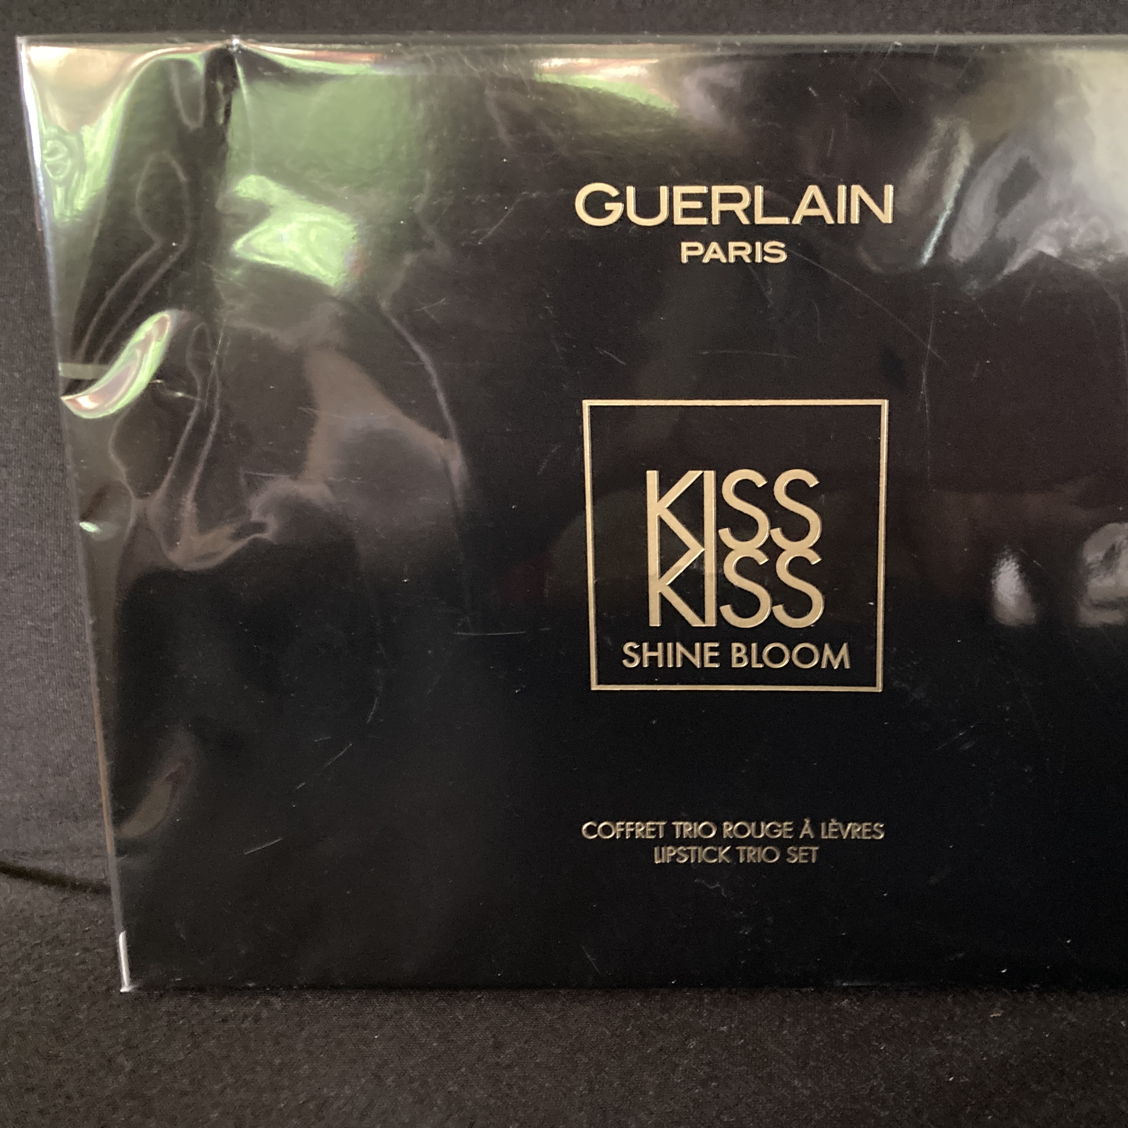 GUERLAIN
PARIS
KISS
KISS
SHINE BLOOM
COFFRET TRIO ROUGE À LÈVRES
LIPSTICK TRIO SET